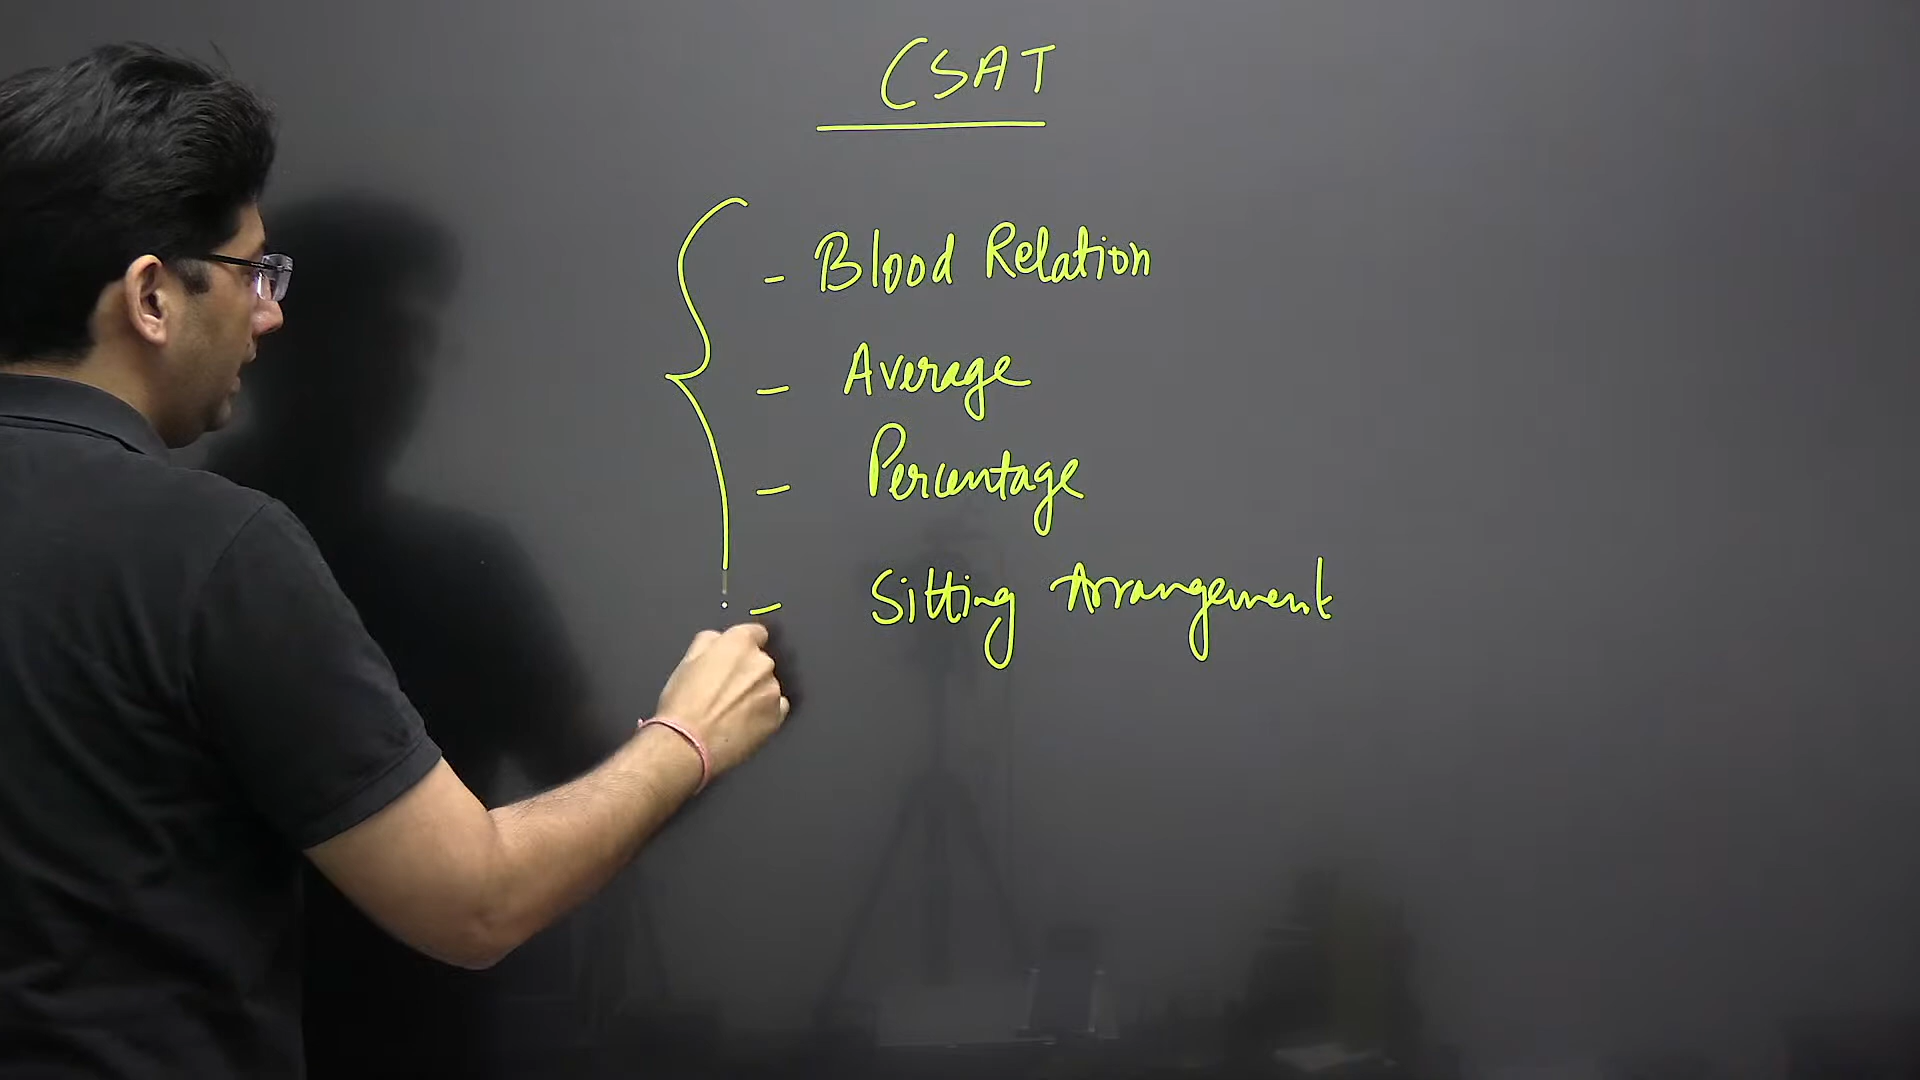 CSAT
- Blood Relation
- Average
- Percentage
- Sitting Arrangement